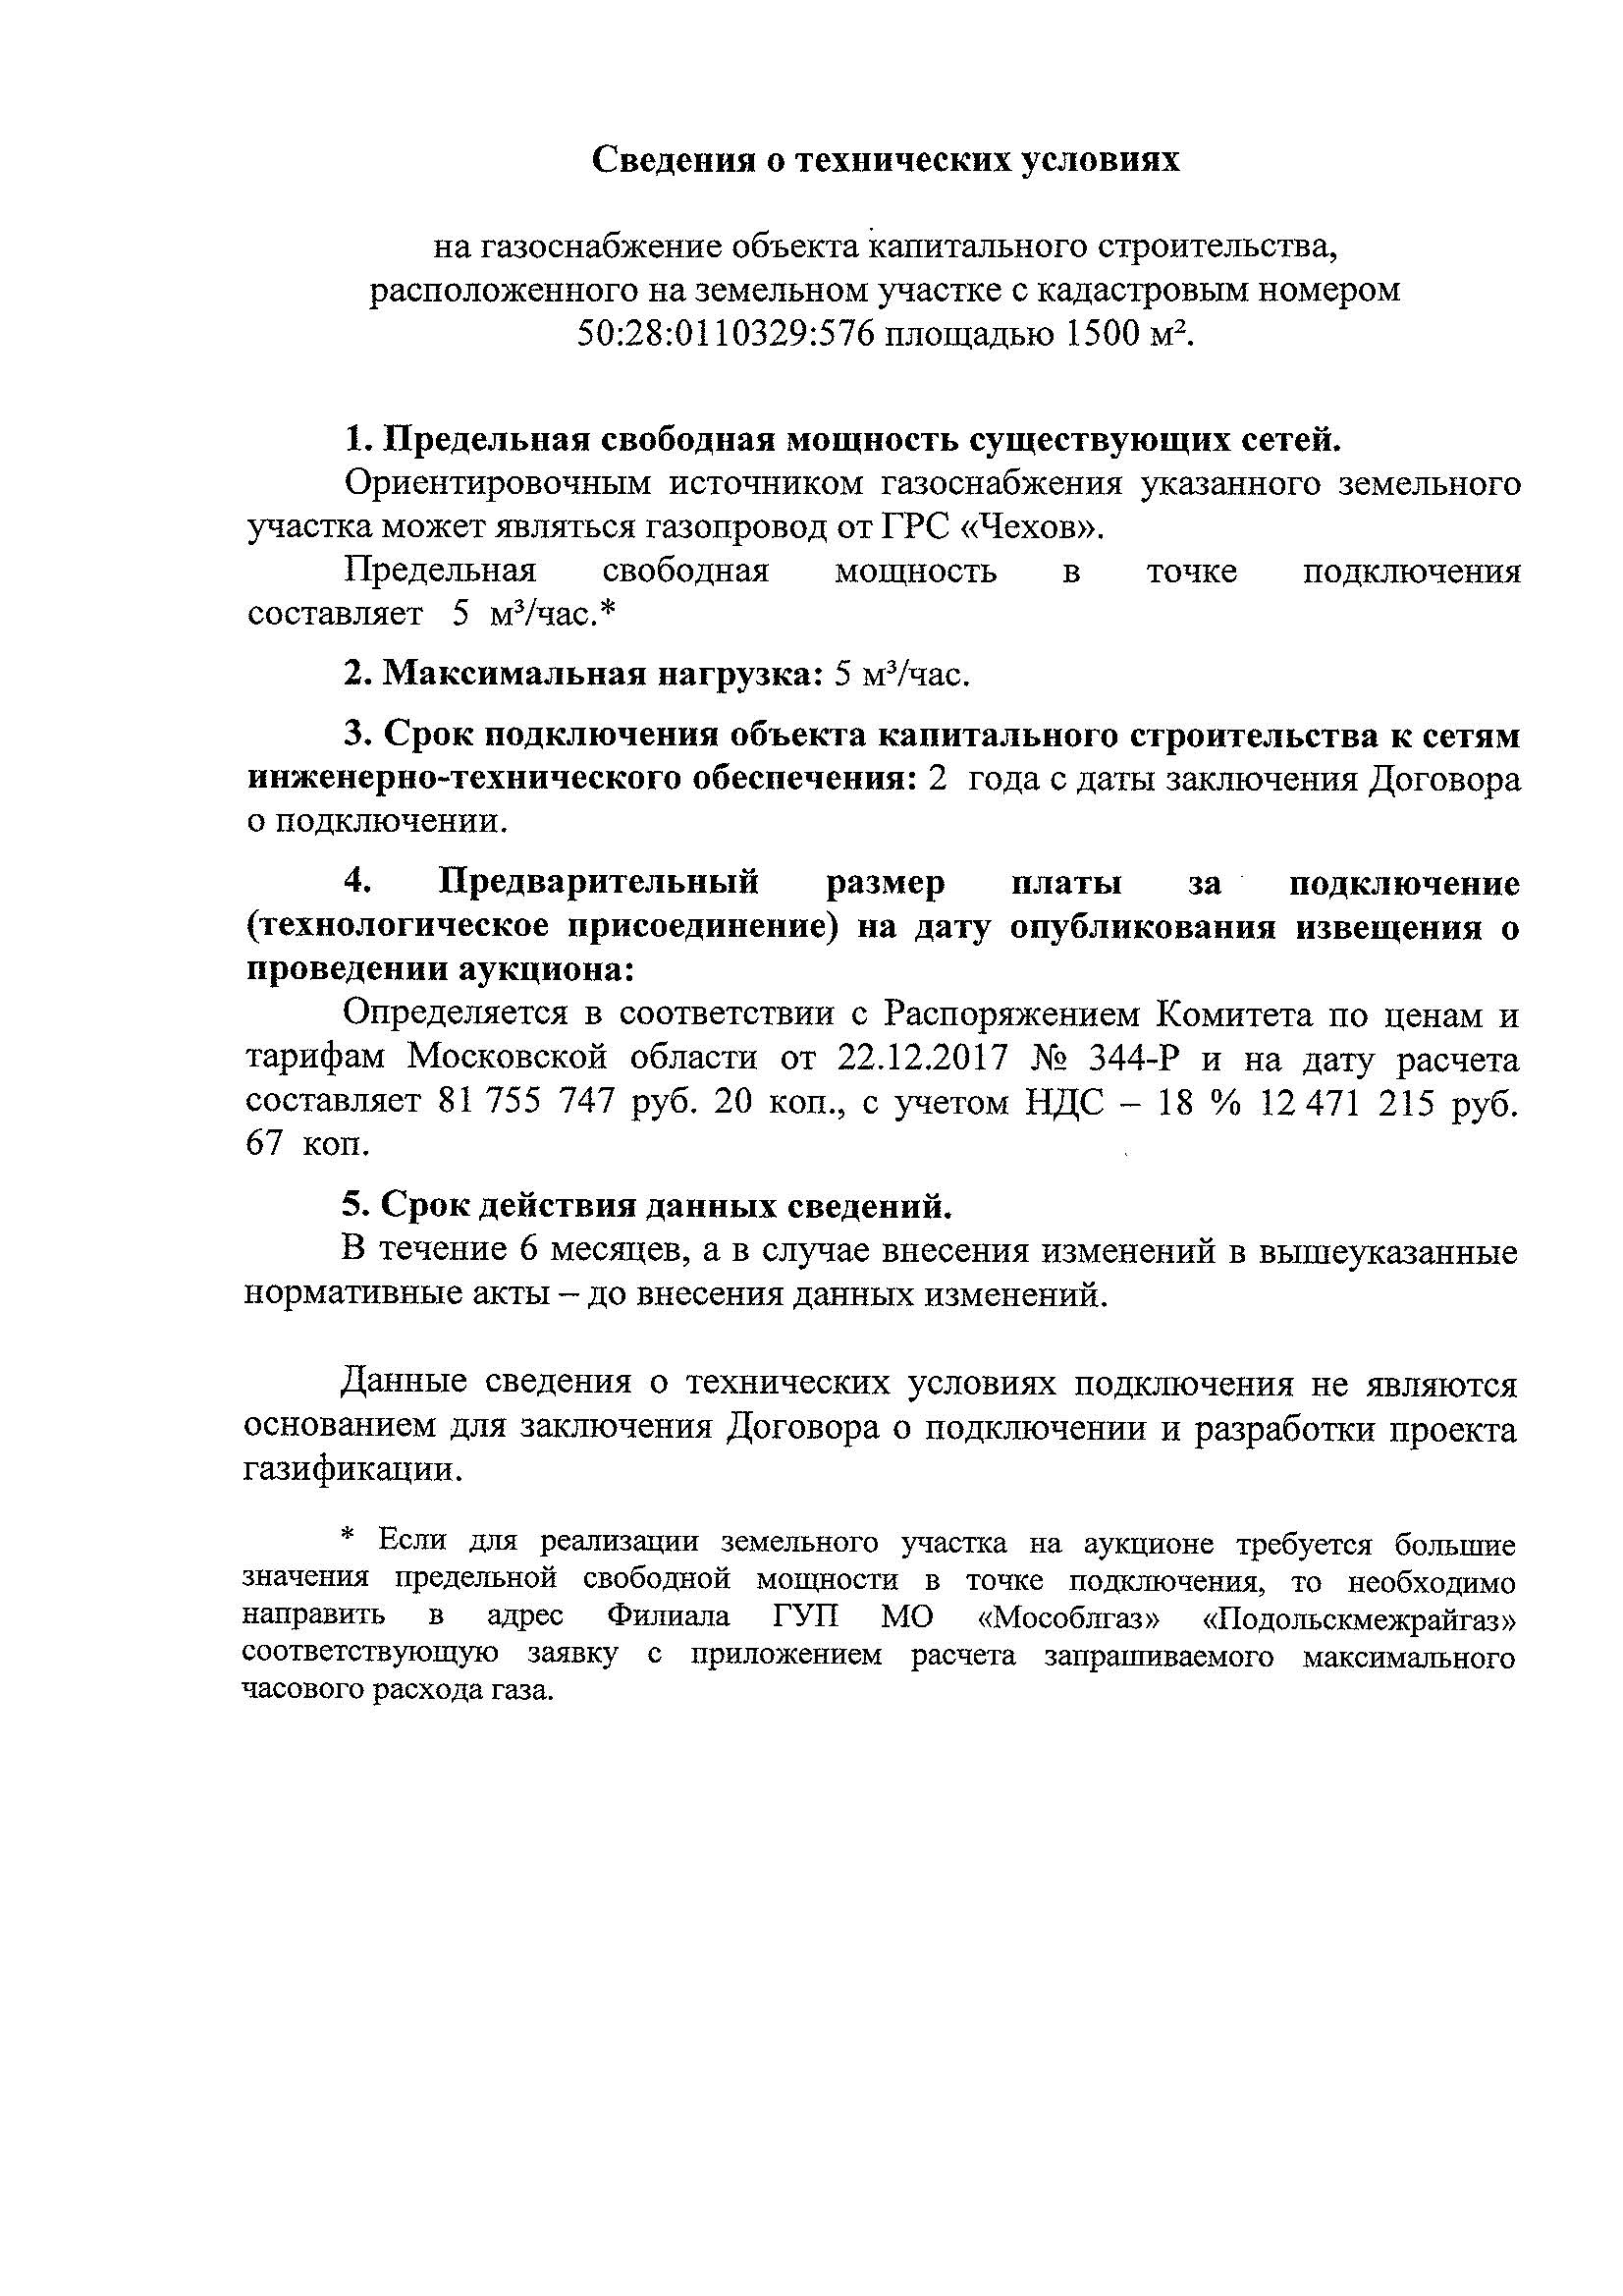 Сведения о технических условиях
на газоснабжение объекта капитального строительства,
расположенного на земельном участке с кадастровым номером
50:28:0110329:576 площадью 1500 м².
1. Предельная свободная мощность существующих сетей.
Ориентировочным источником газоснабжения указанного земельного
участка может являться газопровод от ГРС «Чехов».
Предельная свободная мощность в точке подключения
составляет 5 м³/час.*
2. Максимальная нагрузка: 5 м³/час.
3. Срок подключения объекта капитального строительства к сетям
инженерно-технического обеспечения: 2 года с даты заключения Договора
о подключении.
4. Предварительный размер платы за подключение
(технологическое присоединение) на дату опубликования извещения о
проведении аукциона:
Определяется в соответствии с Распоряжением Комитета по ценам и
тарифам Московской области от 22.12.2017 № 344-Р и на дату расчета
составляет 81 755 747 руб. 20 коп., с учетом НДС – 18 % 12 471 215 руб.
67 коп.
5. Срок действия данных сведений.
В течение 6 месяцев, а в случае внесения изменений в вышеуказанные
нормативные акты – до внесения данных изменений.
Данные сведения о технических условиях подключения не являются
основанием для заключения Договора о подключении и разработки проекта
газификации.
* Если для реализации земельного участка на аукционе требуется большие
значения предельной свободной мощности в точке подключения, то необходимо
направить в адрес Филиала ГУП МО «Мособлгаз» «Подольскмежрайгаз»
соответствующую заявку с приложением расчета запрашиваемого максимального
часового расхода газа.